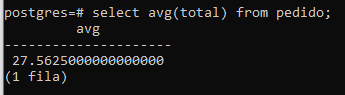 postgres=# select avg(total) from pedido;
avg
---------------------
27.5625000000000000
(1 fila)